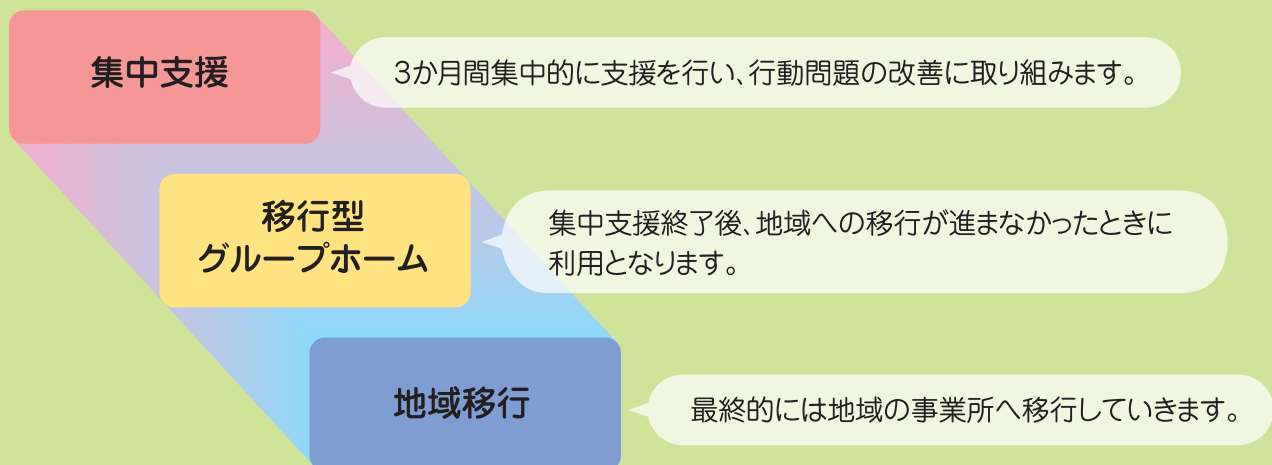 集中支援
3か月間集中的に支援を行い、行動問題の改善に取り組みます。
移行型
グループホーム
集中支援終了後、地域への移行が進まなかったときに
利用となります。
地域移行
最終的には地域の事業所へ移行していきます。